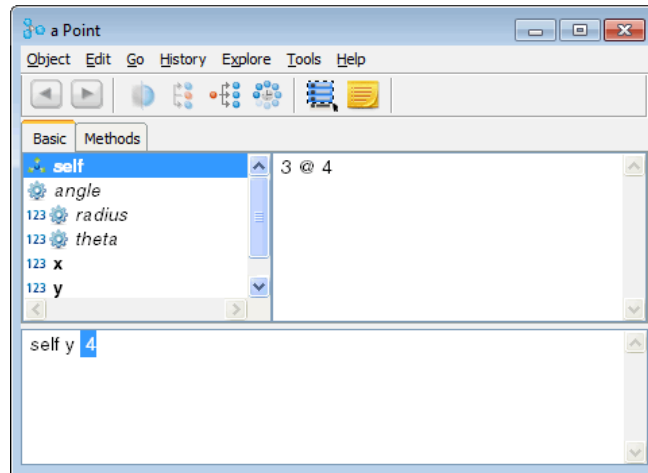 a Point
Object Edit Go History Explore Tools Help
Basic Methods
self
angle
123 radius
123 theta
123 x
123 y
3 @ 4
self y 4